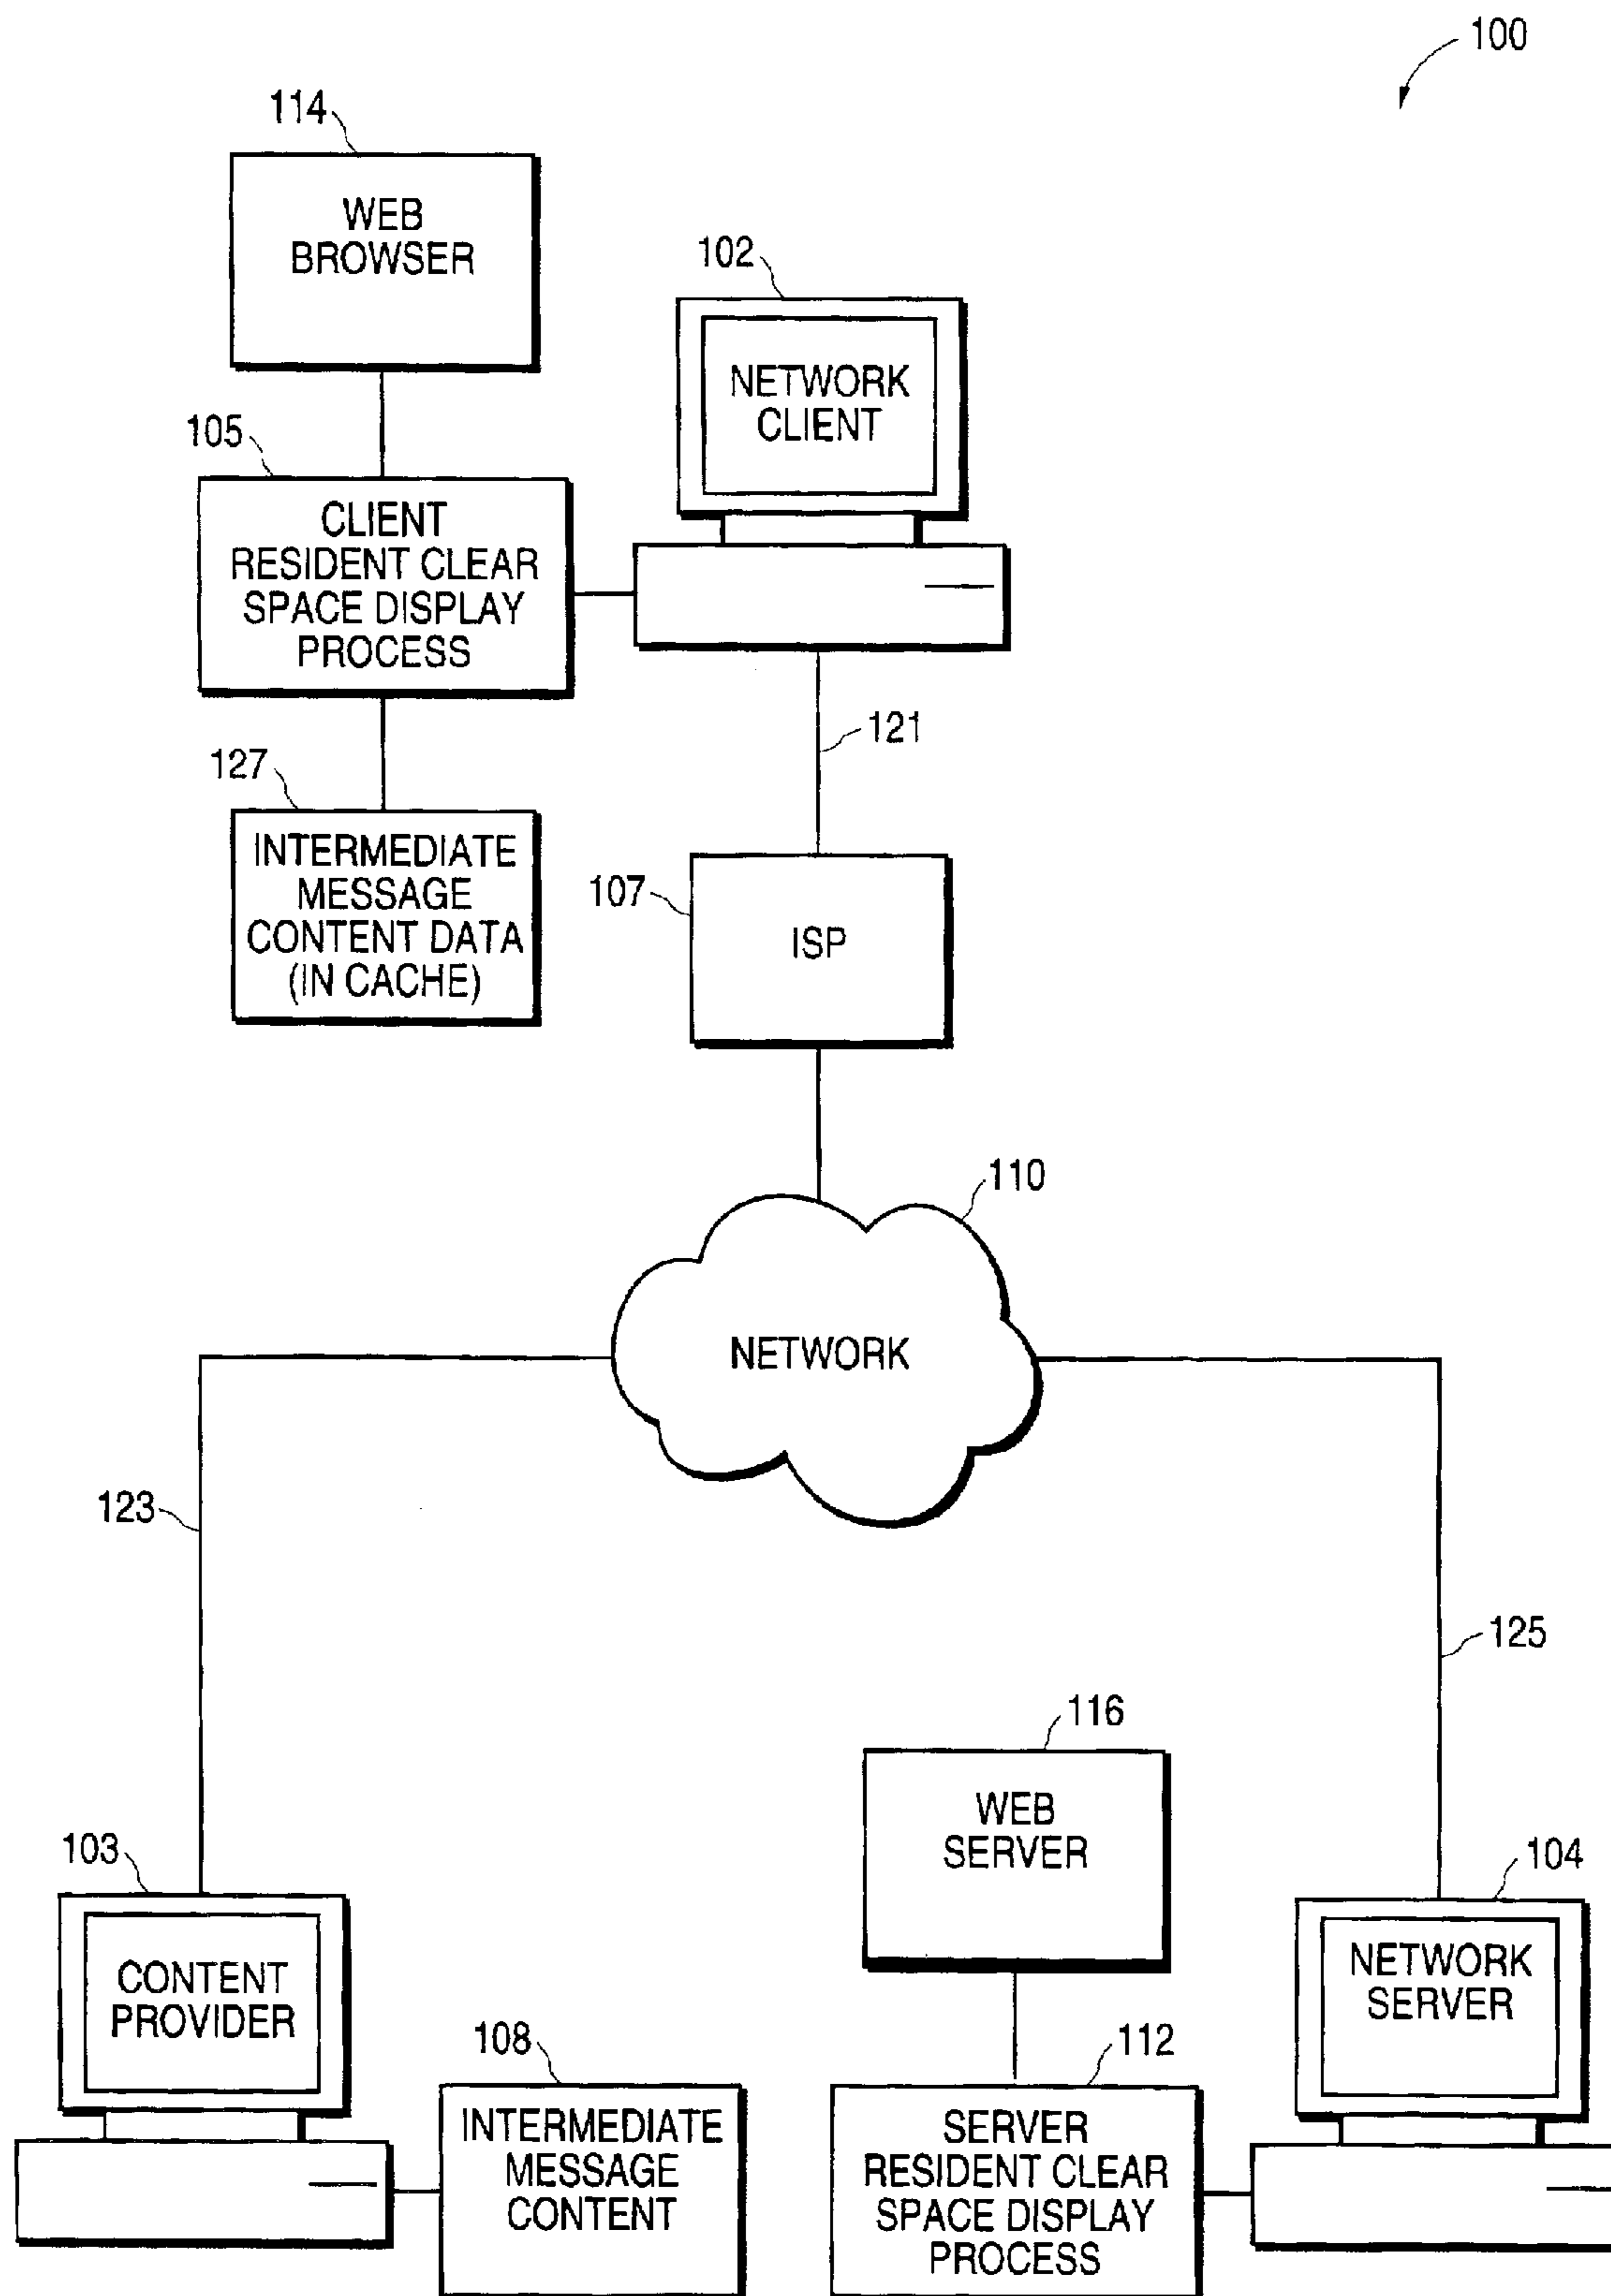 100
114
WEB
BROWSER
102
NETWORK
CLIENT
105
CLIENT
RESIDENT CLEAR
SPACE DISPLAY
PROCESS
121
127
INTERMEDIATE
MESSAGE
CONTENT DATA
(IN CACHE)
107
ISP
110
NETWORK
123
125
116
WEB
SERVER
103
CONTENT
PROVIDER
104
NETWORK
SERVER
108
INTERMEDIATE
MESSAGE
CONTENT
112
SERVER
RESIDENT CLEAR
SPACE DISPLAY
PROCESS